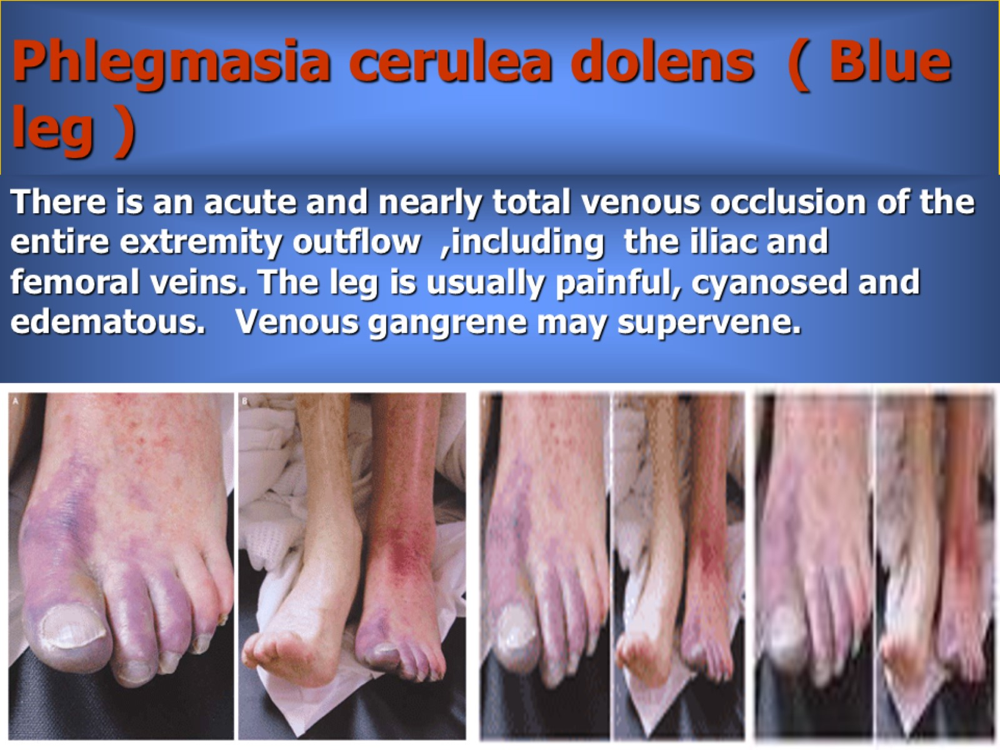 Phlegmasia cerulea dolens  ( Blue
leg )
There is an acute and nearly total venous occlusion of the
entire extremity outflow  ,including  the iliac and
femoral veins. The leg is usually painful, cyanosed and
edematous.   Venous gangrene may supervene.
A
B